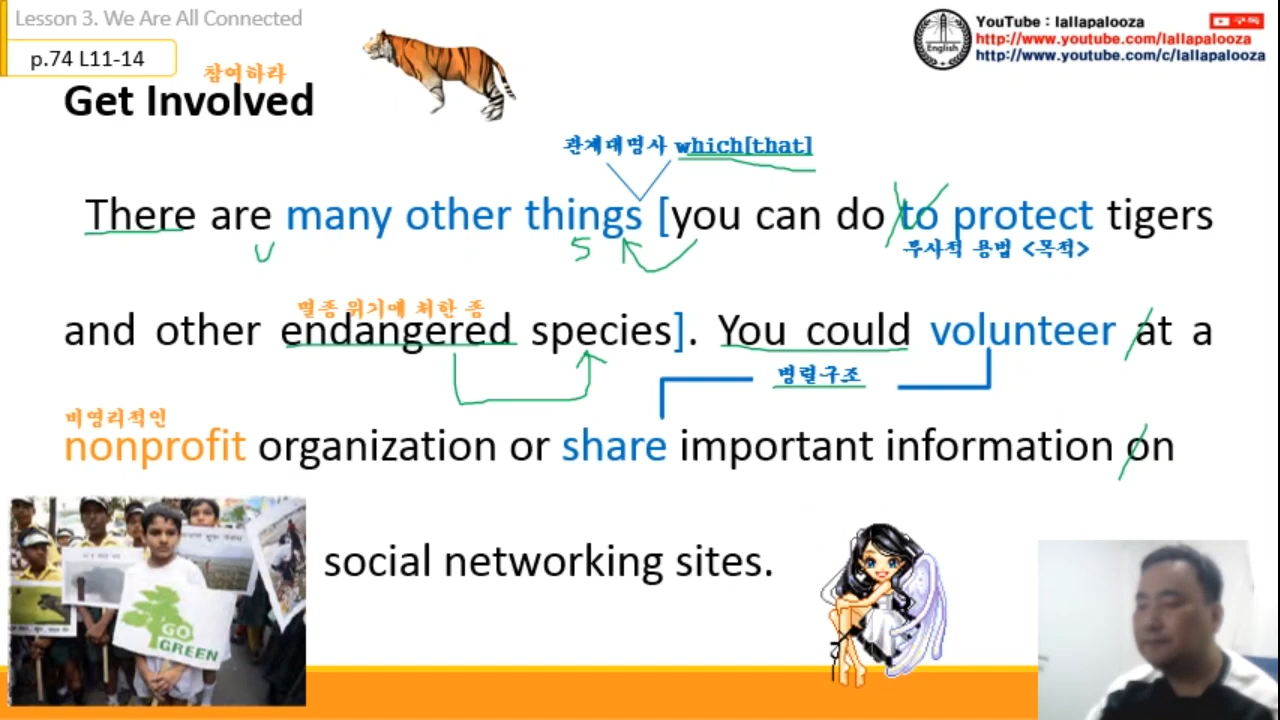 Lesson 3. We Are All Connected
p.74 L11-14
YouTube : lallapalooza
구독
http://www.youtube.com/lallapalooza
http://www.youtube.com/c/lallapalooza
English
참여하라
Get Involved
관계대명사 which[that]
There are many other things [you can do to protect tigers
V S
부사적 용법 <목적>
멸종 위기에 처한 종
and other endangered species]. You could volunteer at a
병렬구조
비영리적인
nonprofit organization or share important information on
social networking sites.
GO
GREEN